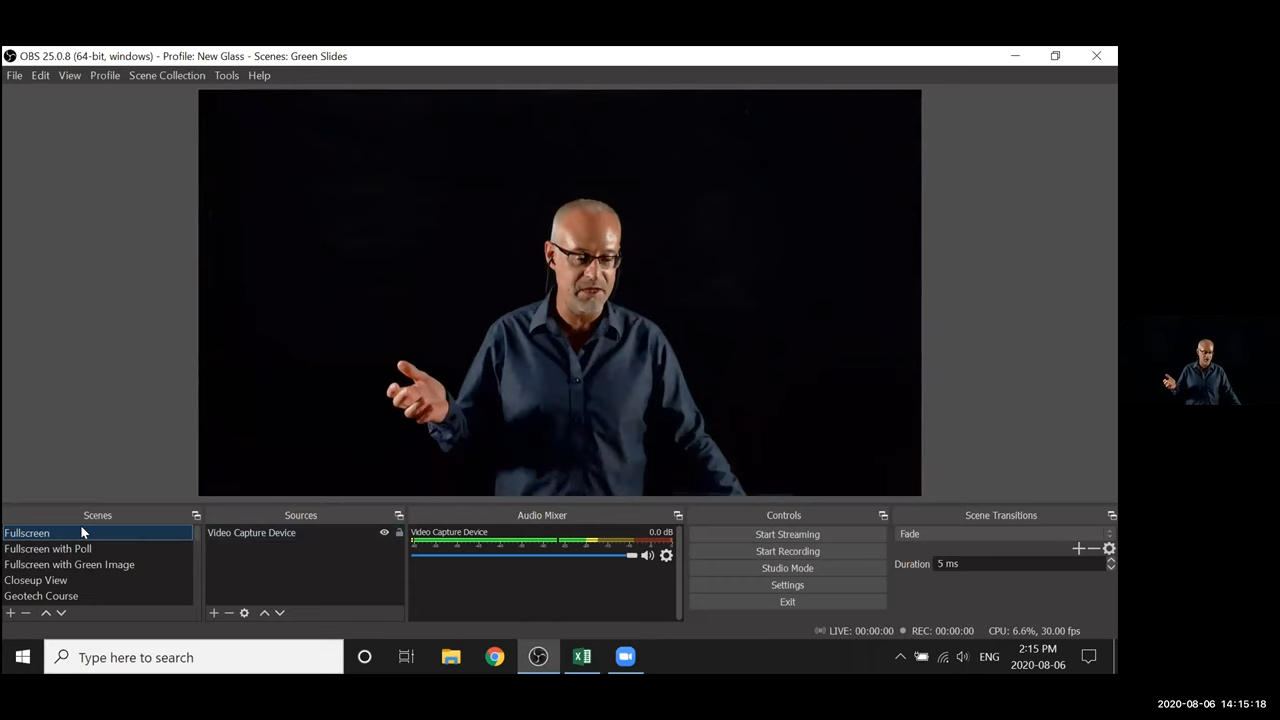 OBS 25.0.8 (64-bit, windows) - Profile: New Glass - Scenes: Green Slides
File Edit View Profile Scene Collection Tools Help
Scenes
Fullscreen
Fullscreen with Poll
Fullscreen with Green Image
Closeup View
Geotech Course
Sources
Video Capture Device
Audio Mixer
Video Capture Device 0.0 dB
Controls
Start Streaming
Start Recording
Studio Mode
Settings
Exit
Scene Transitions
Fade
Duration 5 ms
LIVE: 00:00:00 REC: 00:00:00 CPU: 6.6%, 30.00 fps
Type here to search
ENG
2:15 PM
2020-08-06
2020-08-06 14:15:18